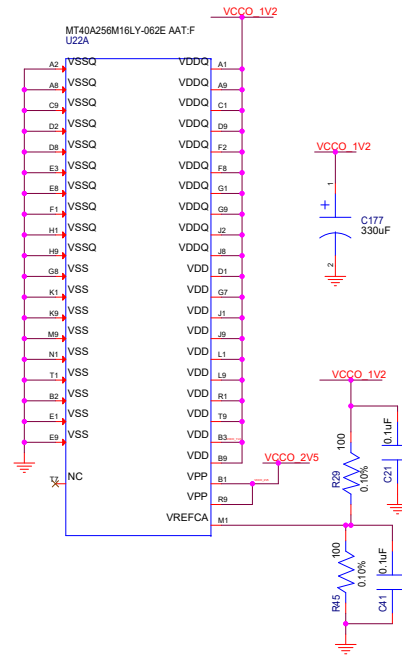 VCCO_1V2
MT40A256M16LY-062E AAT:F
U22A
A2 VSSQ VDDQ A1
A8 VSSQ VDDQ A9
C9 VSSQ VDDQ C1
D2 VSSQ VDDQ D9
D8 VSSQ VDDQ F2
E3 VSSQ VDDQ F8
E8 VSSQ VDDQ G1
F1 VSSQ VDDQ G9
H1 VSSQ VDDQ J2
H9 VSSQ VDDQ J8
G8 VSS VDD D1
K1 VSS VDD G7
K9 VSS VDD J1
M9 VSS VDD J9
N1 VSS VDD L1
T1 VSS VDD L9
B2 VSS VDD R1
E1 VSS VDD T9
E9 VSS VDD B3
VDD B9
T7 NC VPP B1
VPP R9
VREFCA M1
VCCO_2V5
VCCO_1V2
1
+
C177
330uF
2
VCCO_1V2
100
R29
0.10%
0.1uF
C21
100
R45
0.10%
0.1uF
C41